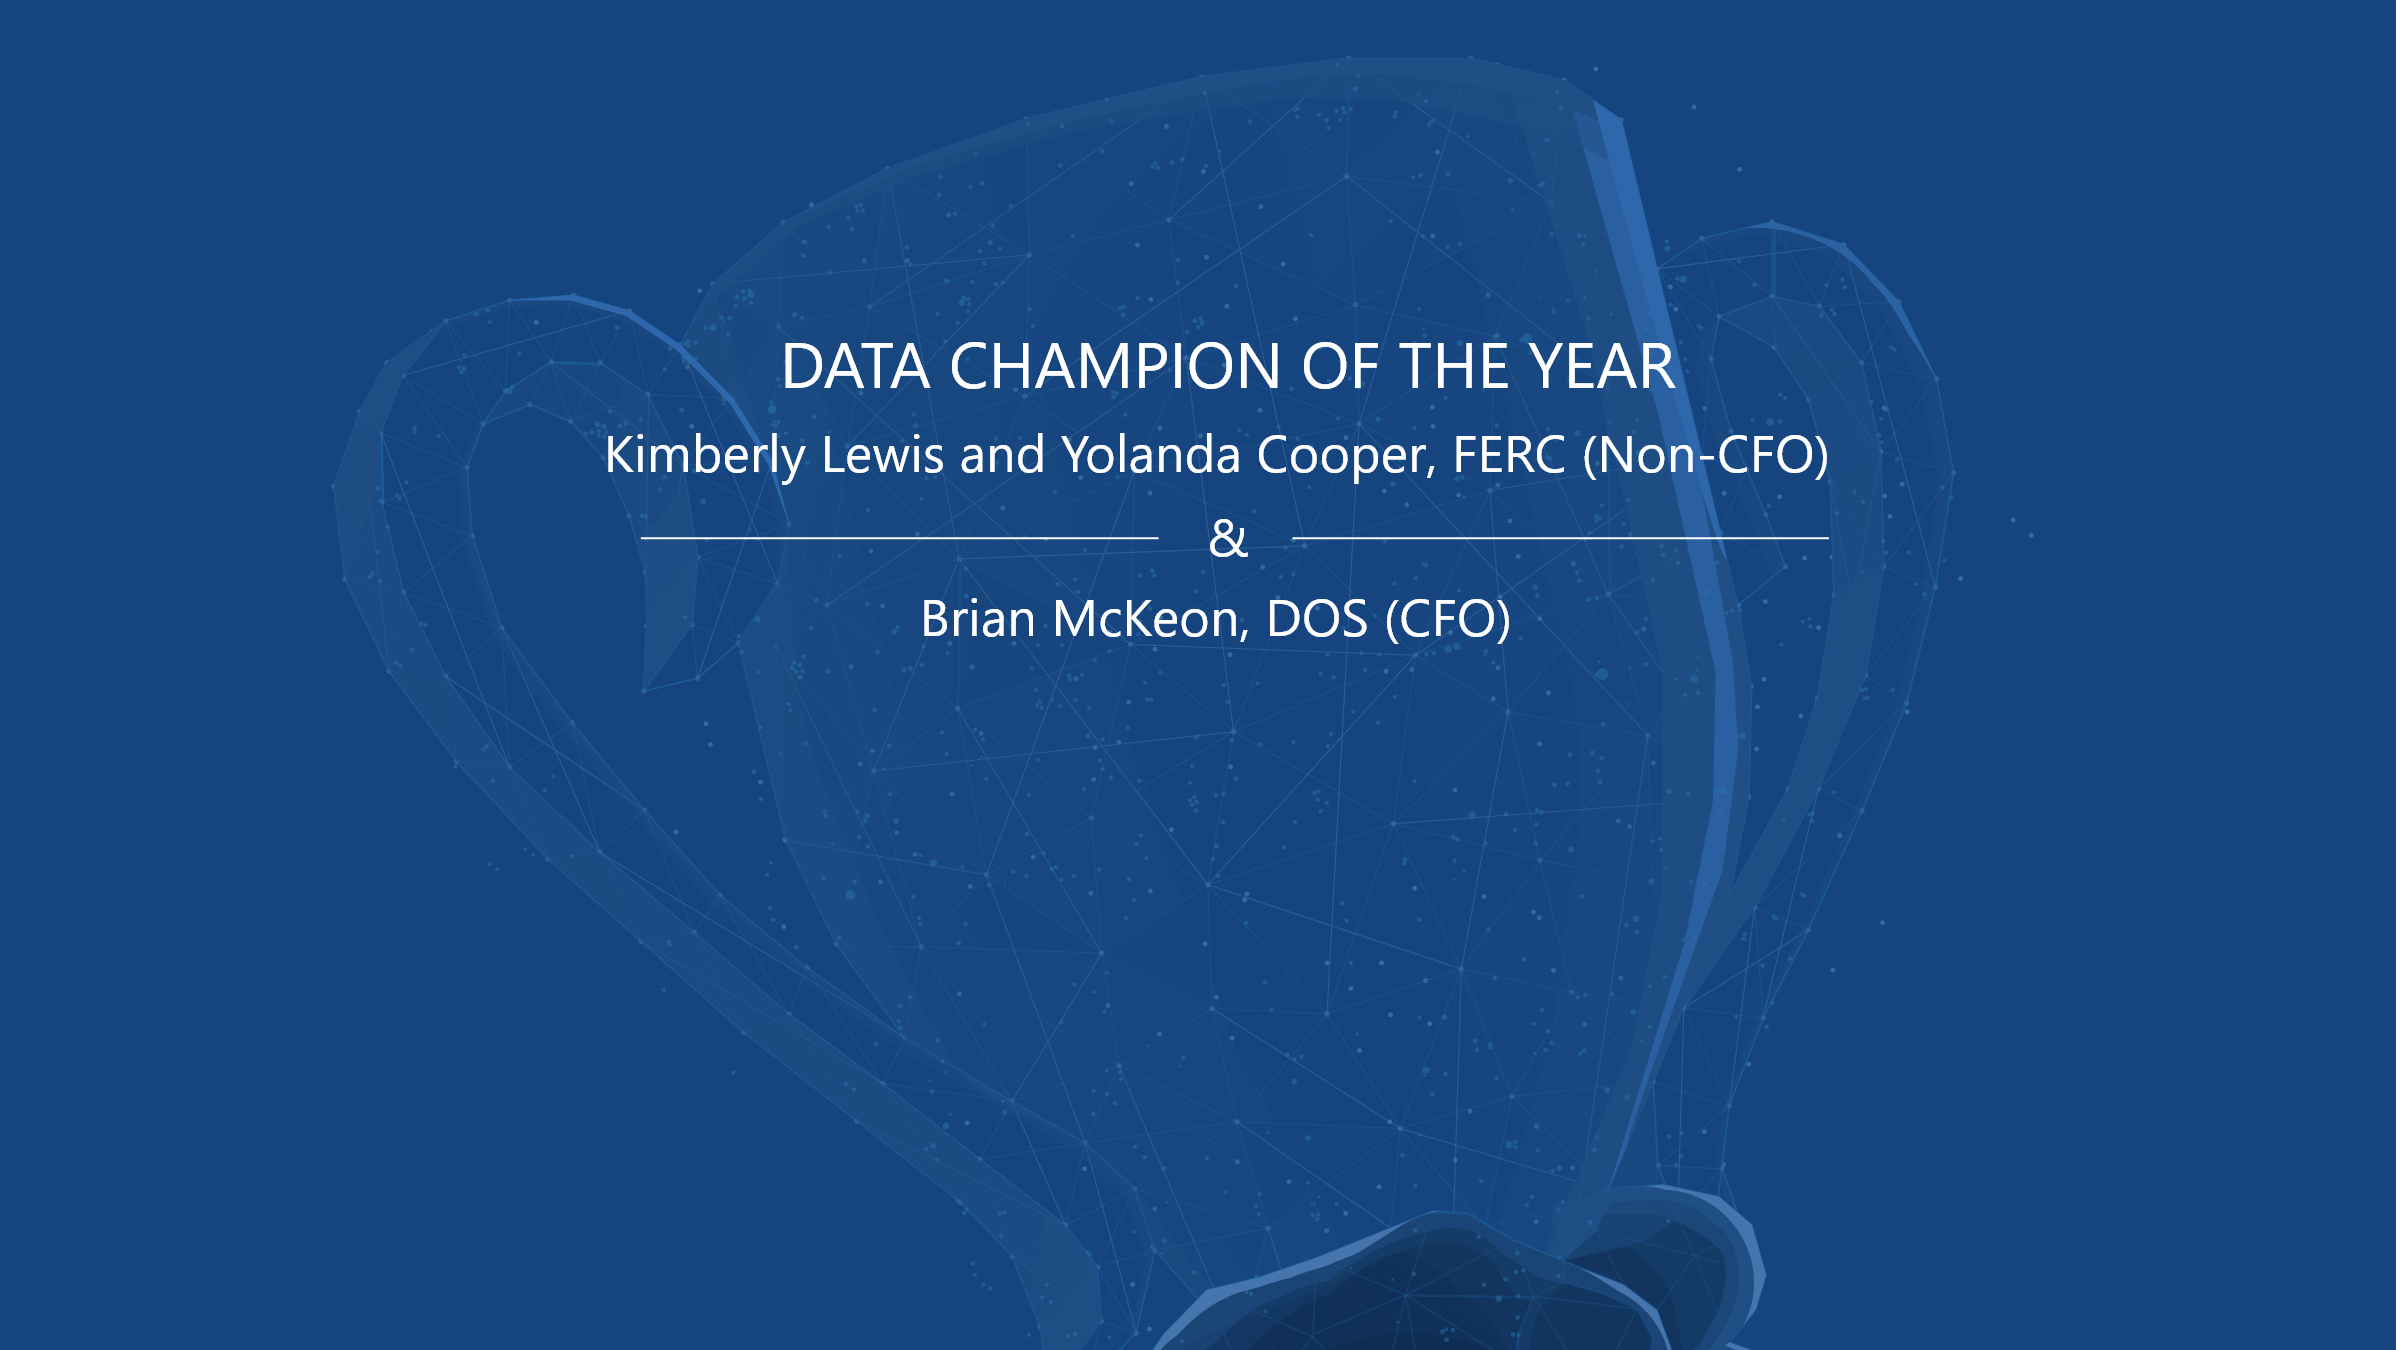 DATA CHAMPION OF THE YEAR
Kimberly Lewis and Yolanda Cooper, FERC (Non-CFO)
&
Brian McKeon, DOS (CFO)